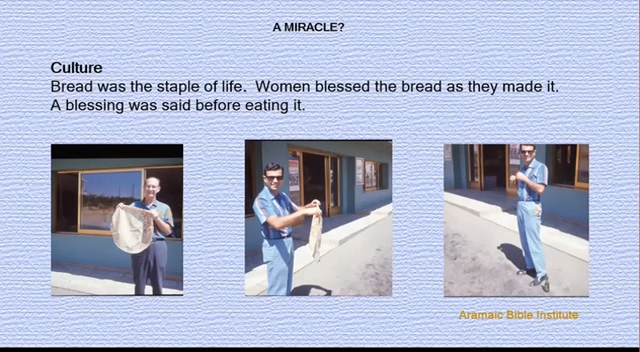 A MIRACLE?
Culture
Bread was the staple of life. Women blessed the bread as they made it.
A blessing was said before eating it.
Aramaic Bible Institute